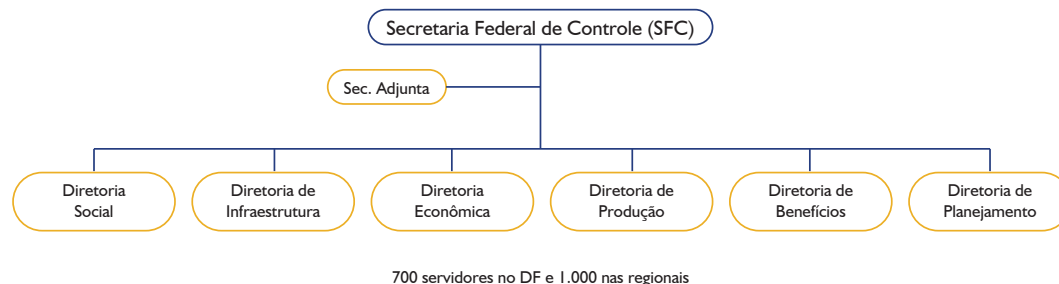 Secretaria Federal de Controle (SFC)
Sec. Adjunta
Diretoria
Social
Diretoria de
Infraestrutura
Diretoria
Econômica
Diretoria de
Produção
Diretoria de
Benefícios
Diretoria de
Planejamento
700 servidores no DF e 1.000 nas regionais